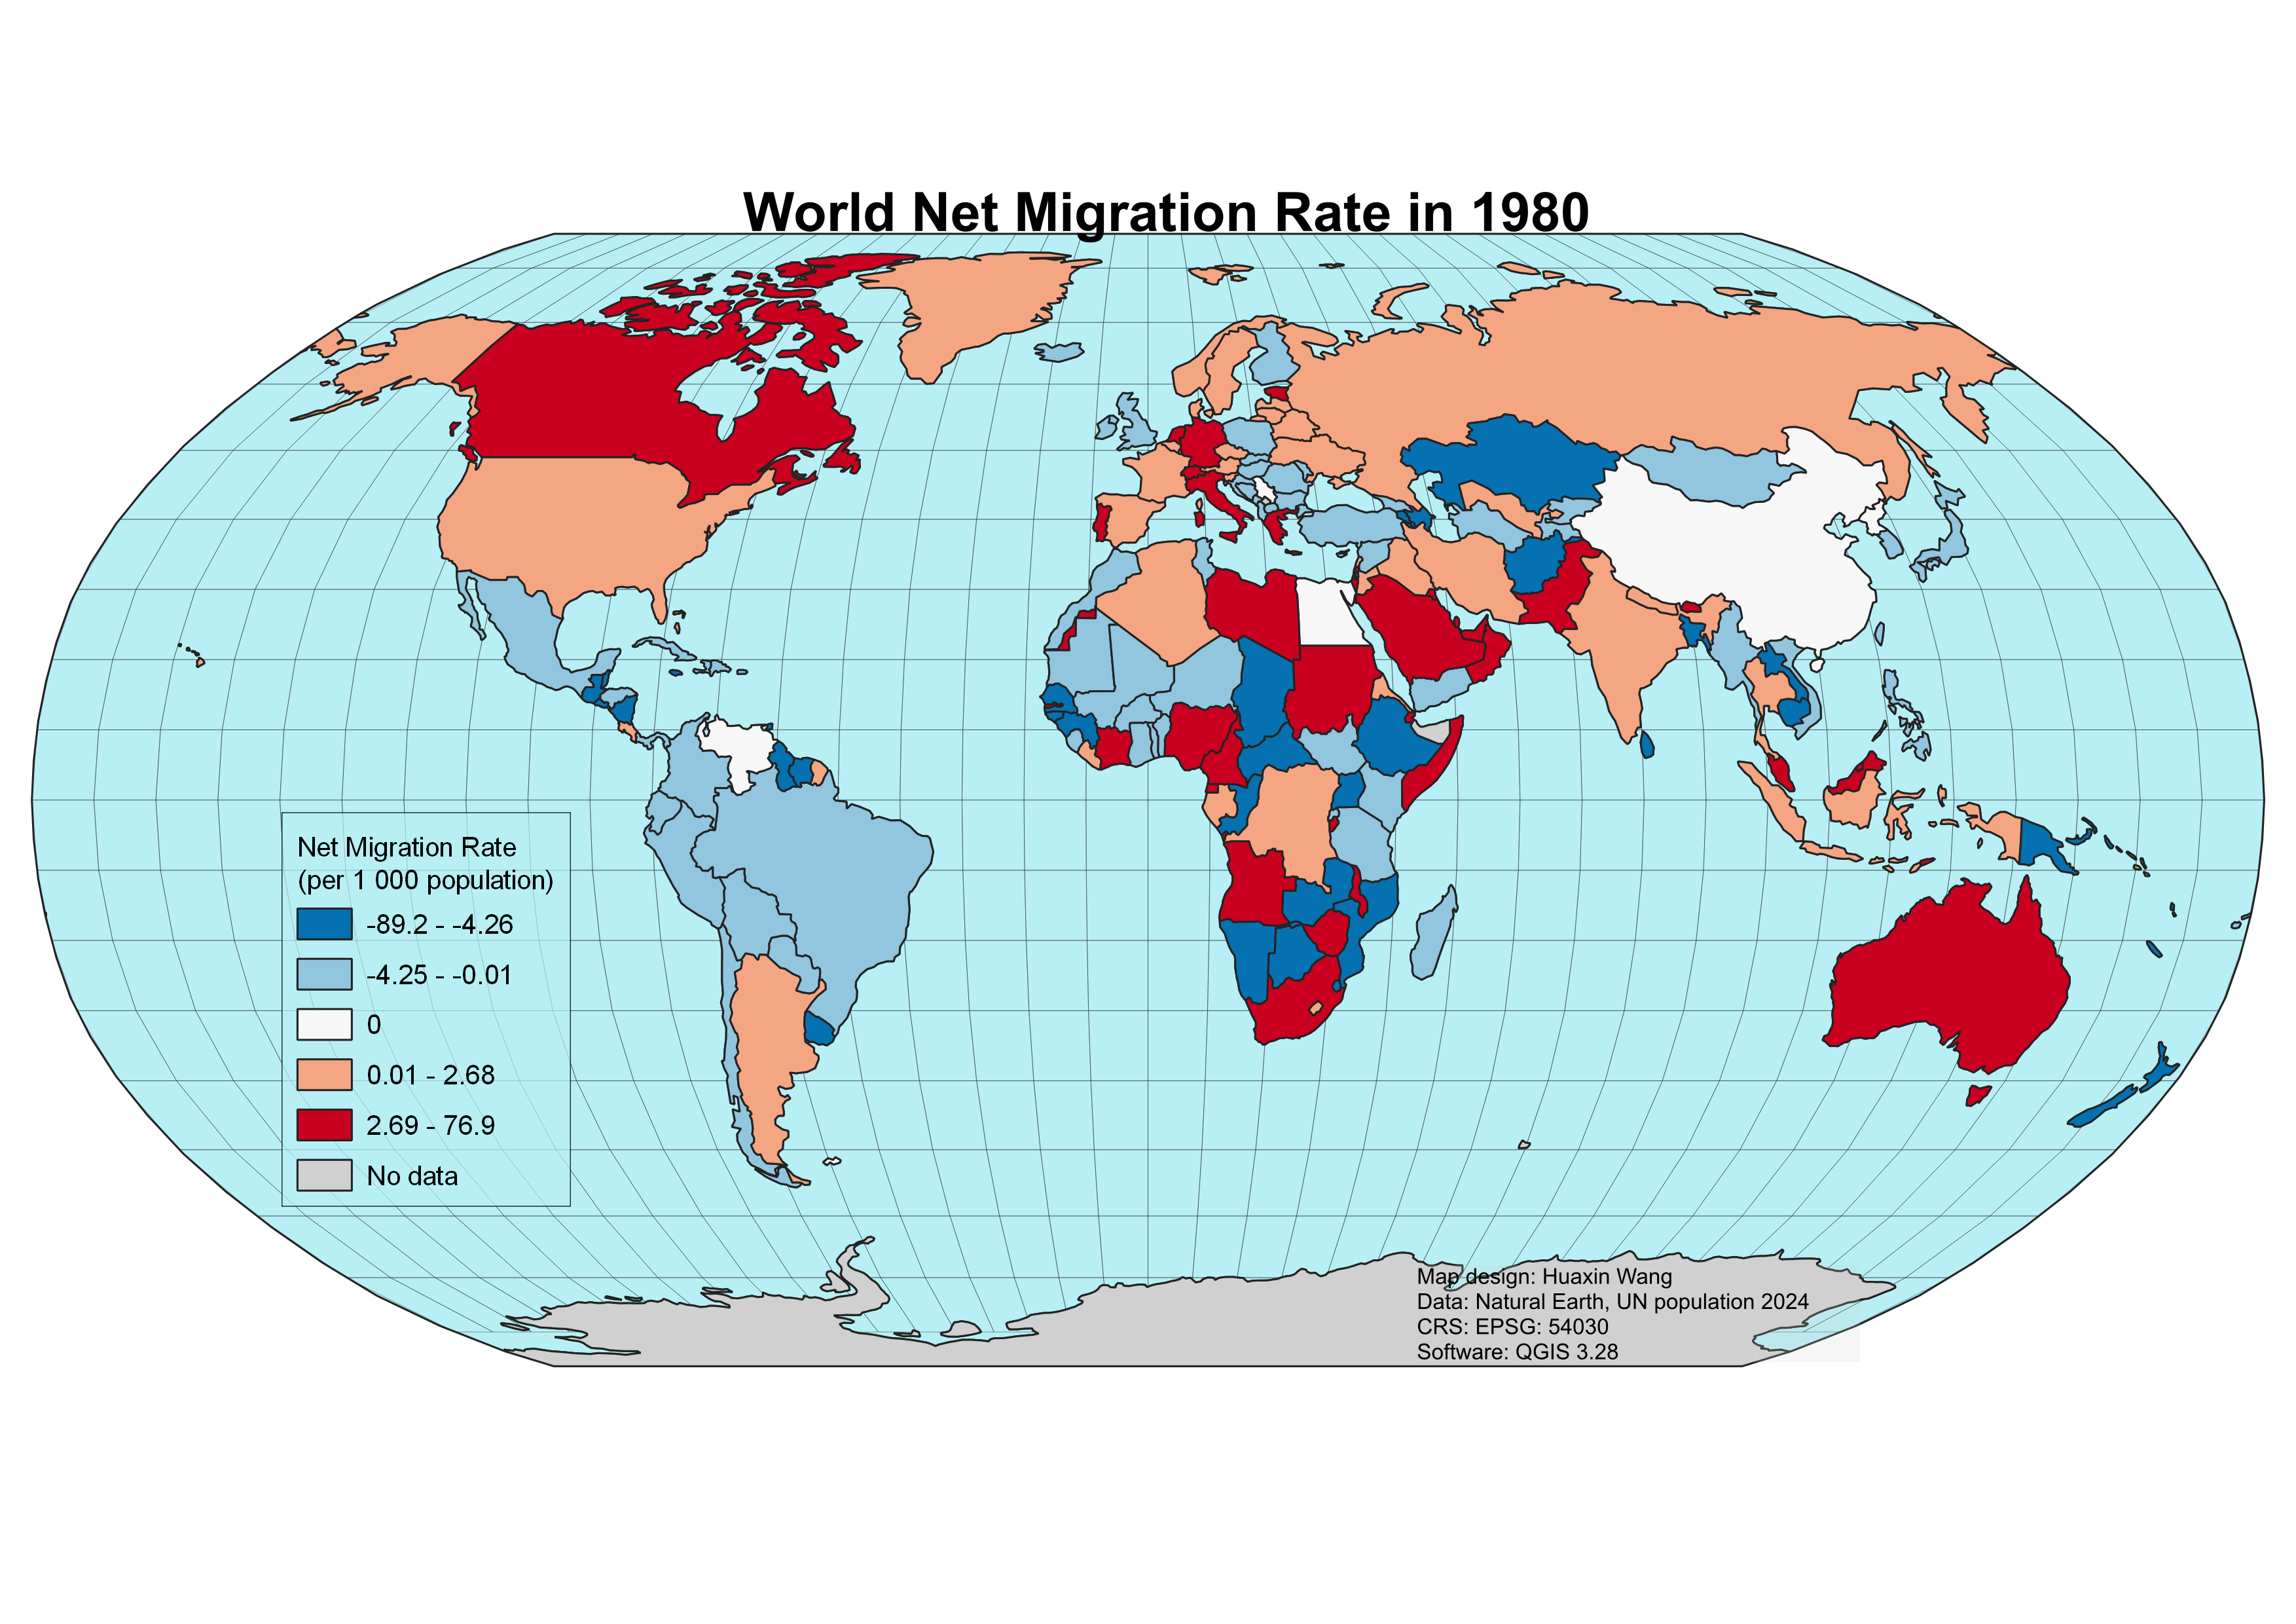 World Net Migration Rate in 1980
Net Migration Rate
(per 1 000 population)
-89.2 - -4.26
-4.25 - -0.01
0
0.01 - 2.68
2.69 - 76.9
No data
Map design: Huaxin Wang
Data: Natural Earth, UN population 2024
CRS: EPSG: 54030
Software: QGIS 3.28